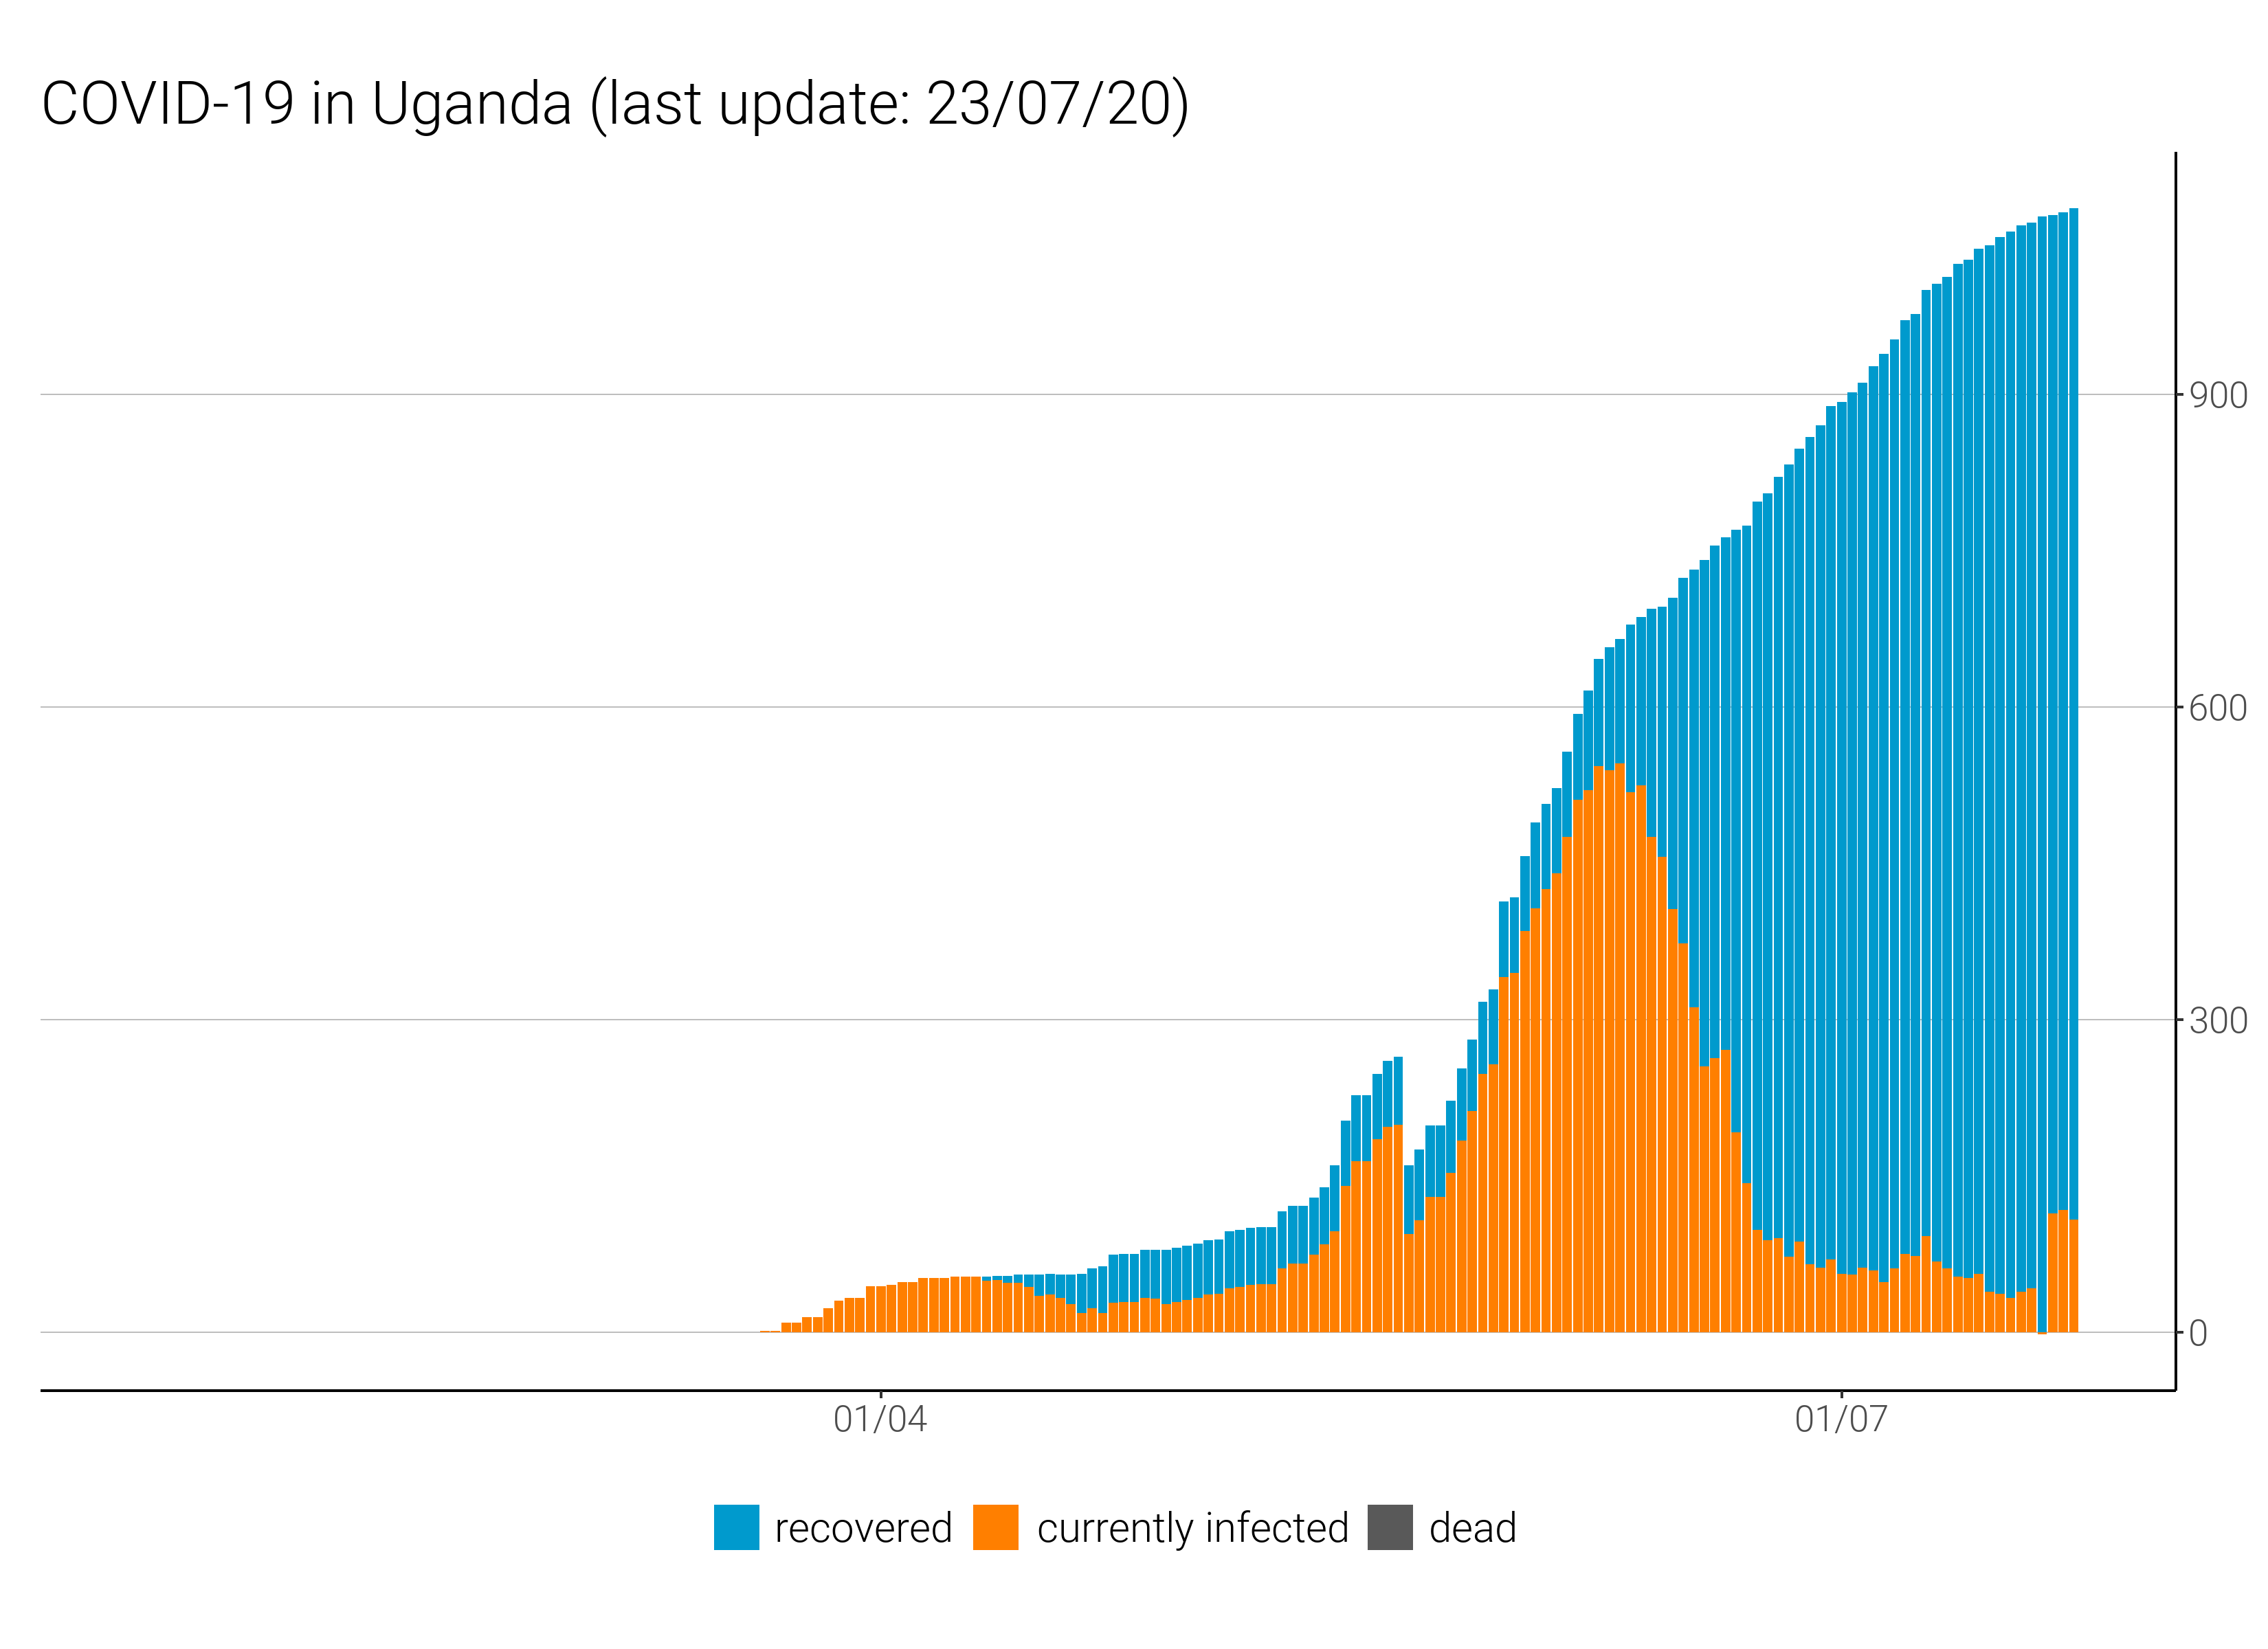 COVID-19 in Uganda (last update: 23/07/20)
900
600
300
0
01/04 01/07
recovered currently infected dead